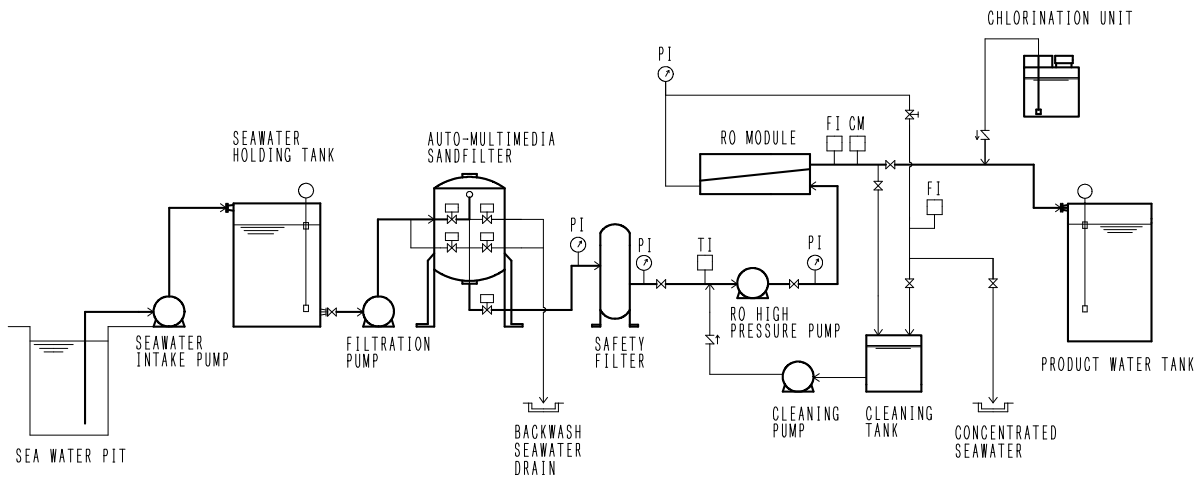 CHLORINATION UNIT
PI
SEAWATER
HOLDING TANK
AUTO-MULTIMEDIA
SANDFILTER
RO MODULE
FI CM
FI
PI
PI
TI
PI
SEAWATER
INTAKE PUMP
FILTRATION
PUMP
SAFETY
FILTER
RO HIGH
PRESSURE PUMP
PRODUCT WATER TANK
CLEANING
PUMP
CLEANING
TANK
BACKWASH
SEAWATER
DRAIN
CONCENTRATED
SEAWATER
SEA WATER PIT